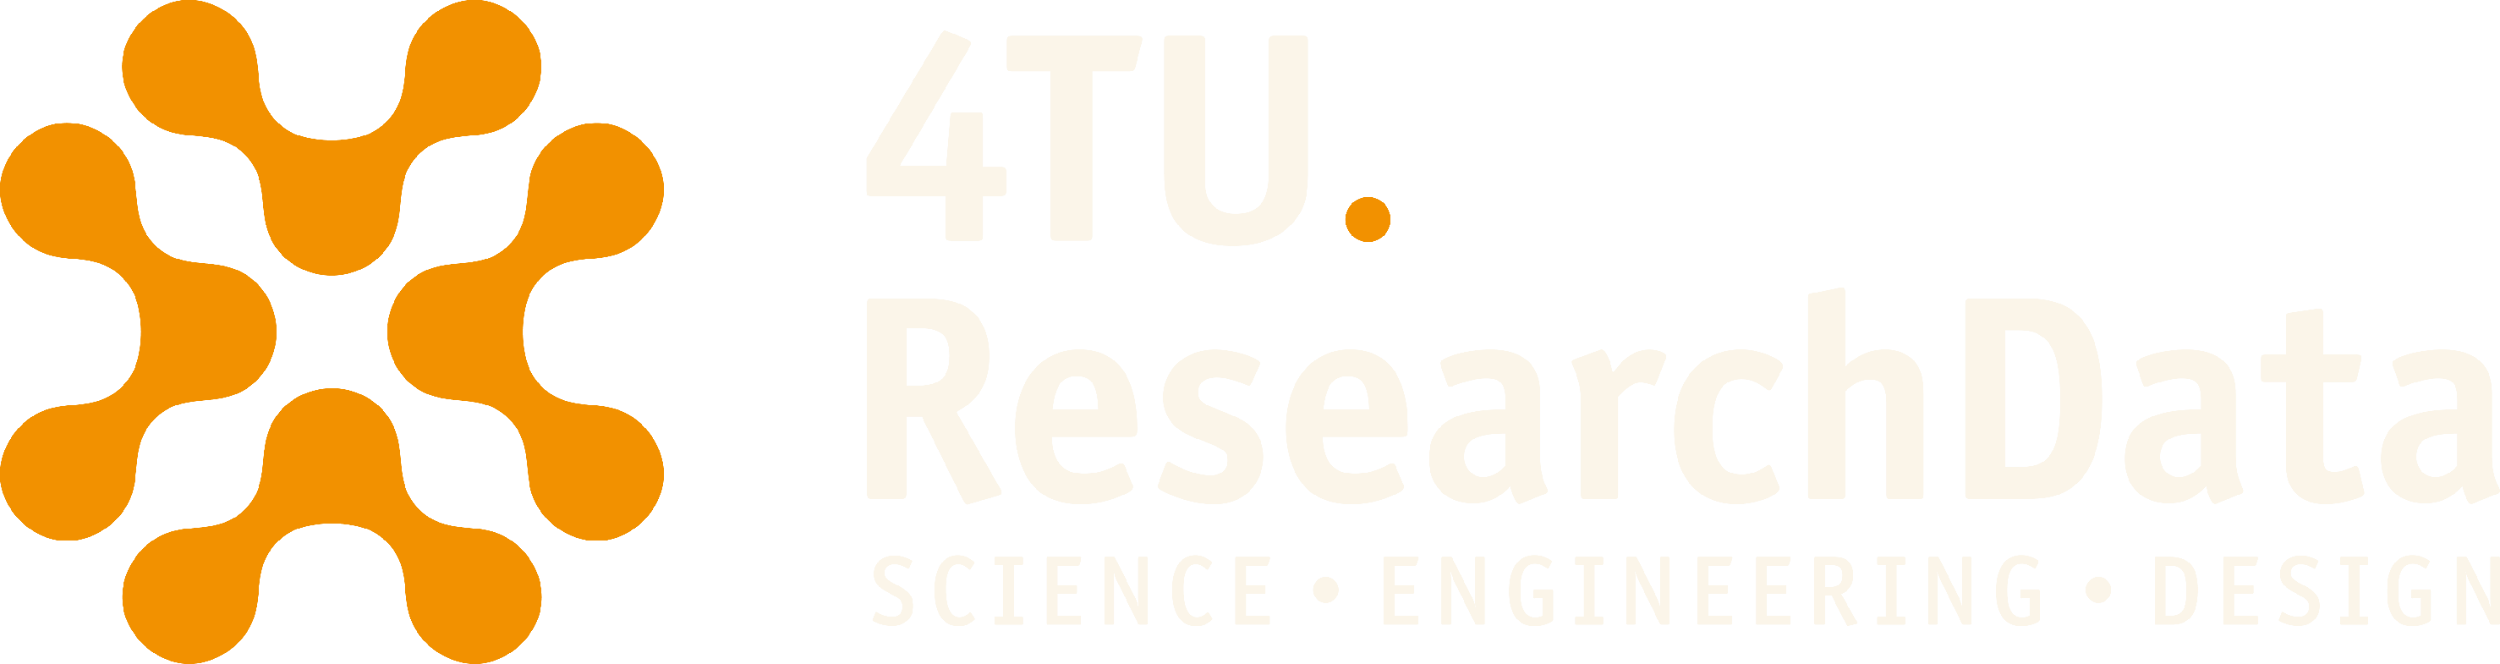 4TU.
ResearchData
SCIENCE • ENGINEERING • DESIGN